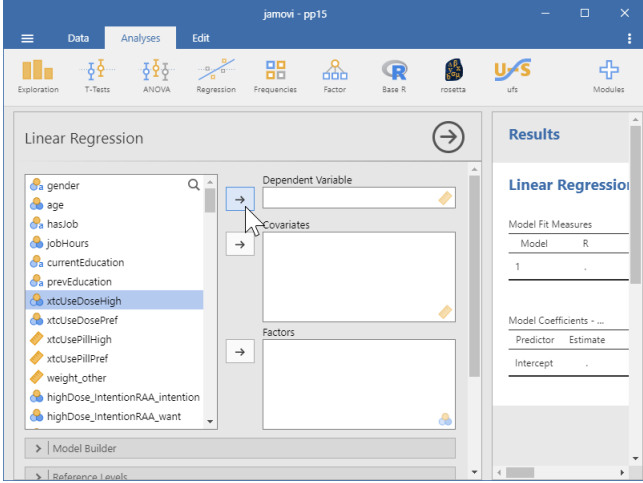 jamovi - pp15
Data Analyses Edit
Exploration T-Tests ANOVA Regression Frequencies Factor Base R rosetta ufs Modules
Linear Regression
gender
age
hasJob
jobHours
currentEducation
prevEducation
xtcUseDoseHigh
xtcUseDosePref
xtcUsePillHigh
xtcUsePillPref
weight_other
highDose_IntentionRAA_intention
highDose_IntentionRAA_want
Dependent Variable
Covariates
Factors
Model Builder
Reference Levels
Results
Linear Regression
Model Fit Measures
Model R
1 .
Model Coefficients - ...
Predictor Estimate
Intercept .